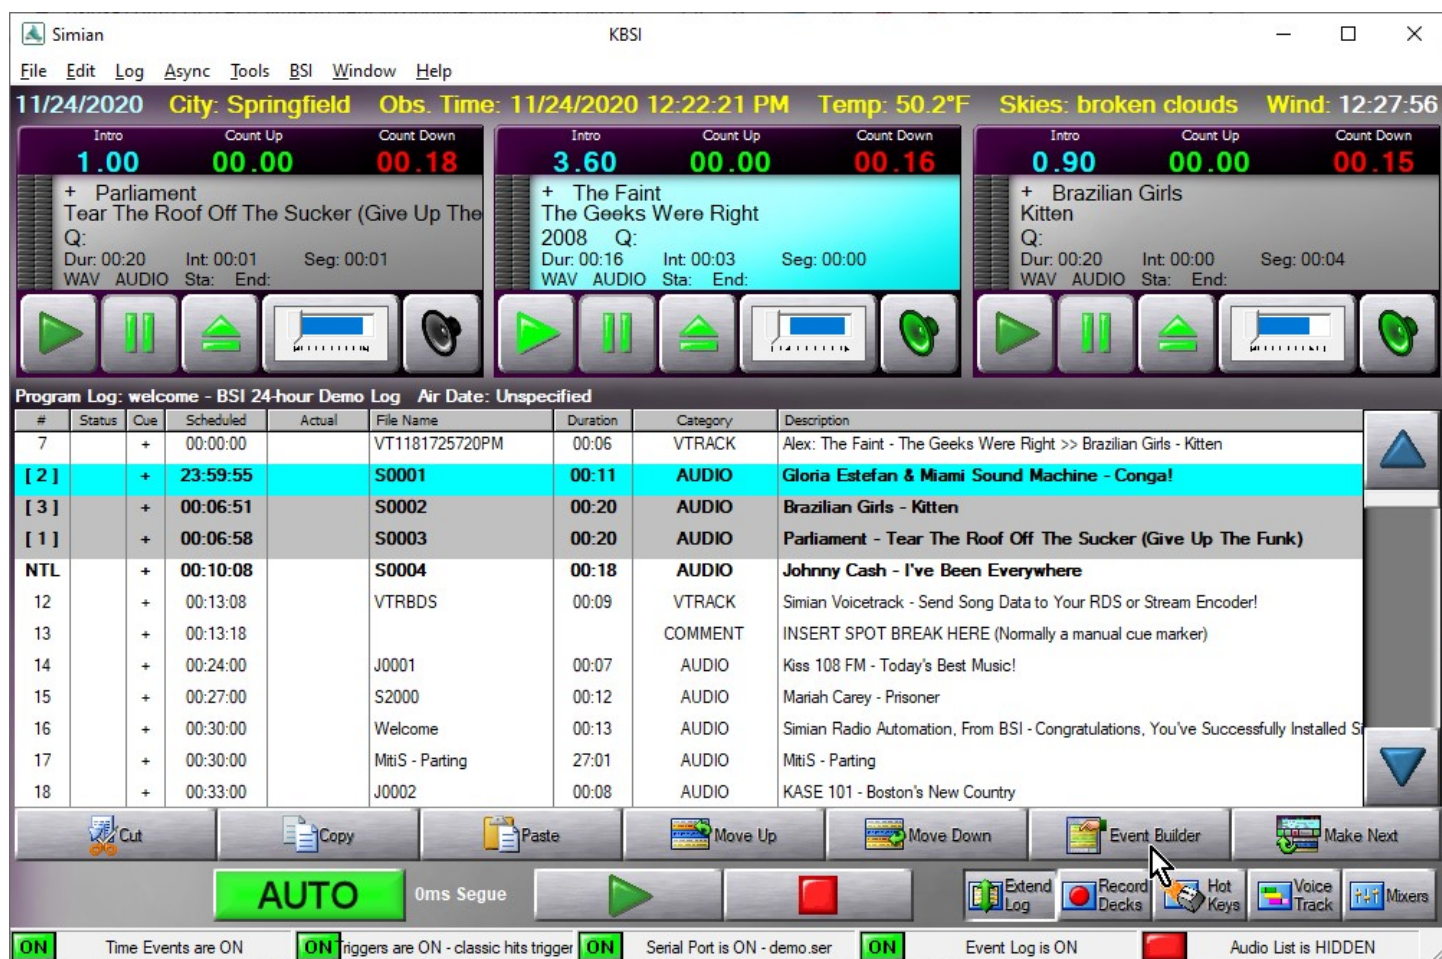 Simian KBSI
File Edit Log Async Tools BSI Window Help
11/24/2020 City: Springfield Obs. Time: 11/24/2020 12:22:21 PM Temp: 50.2°F Skies: broken clouds Wind: 12:27:56
Intro Count Up Count Down Intro Count Up Count Down Intro Count Up Count Down
1.00 00.00 00.18 3.60 00.00 00.16 0.90 00.00 00.15
+ Parliament
Tear The Roof Off The Sucker (Give Up The
Q:
Dur: 00:20 Int: 00:01 Seg: 00:01
WAV AUDIO Sta: End:
+ The Faint
The Geeks Were Right
2008 Q:
Dur: 00:16 Int: 00:03 Seg: 00:00
WAV AUDIO Sta: End:
+ Brazilian Girls
Kitten
Q:
Dur: 00:20 Int: 00:00 Seg: 00:04
WAV AUDIO Sta: End:
Program Log: welcome - BSI 24-hour Demo Log Air Date: Unspecified
# Status Cue Scheduled Actual File Name Duration Category Description
7 + 00:00:00 VT1181725720PM 00:06 VTRACK Alex: The Faint - The Geeks Were Right >> Brazilian Girls - Kitten
[ 2 ] + 23:59:55 S0001 00:11 AUDIO Gloria Estefan & Miami Sound Machine - Conga!
[ 3 ] + 00:06:51 S0002 00:20 AUDIO Brazilian Girls - Kitten
[ 1 ] + 00:06:58 S0003 00:20 AUDIO Parliament - Tear The Roof Off The Sucker (Give Up The Funk)
NTL + 00:10:08 S0004 00:18 AUDIO Johnny Cash - I've Been Everywhere
12 + 00:13:08 VTRBDS 00:09 VTRACK Simian Voicetrack - Send Song Data to Your RDS or Stream Encoder!
13 + 00:13:18 COMMENT INSERT SPOT BREAK HERE (Normally a manual cue marker)
14 + 00:24:00 J0001 00:07 AUDIO Kiss 108 FM - Today's Best Music!
15 + 00:27:00 S2000 00:12 AUDIO Mariah Carey - Prisoner
16 + 00:30:00 Welcome 00:13 AUDIO Simian Radio Automation, From BSI - Congratulations, You've Successfully Installed Si
17 + 00:30:00 MitiS - Parting 27:01 AUDIO MitiS - Parting
18 + 00:33:00 J0002 00:08 AUDIO KASE 101 - Boston's New Country
Cut Copy Paste Move Up Move Down Event Builder Make Next
AUTO 0ms Segue Extend Log Record Decks Hot Keys Voice Track Mixers
ON Time Events are ON ON Triggers are ON - classic hits trigger ON Serial Port is ON - demo.ser ON Event Log is ON Audio List is HIDDEN